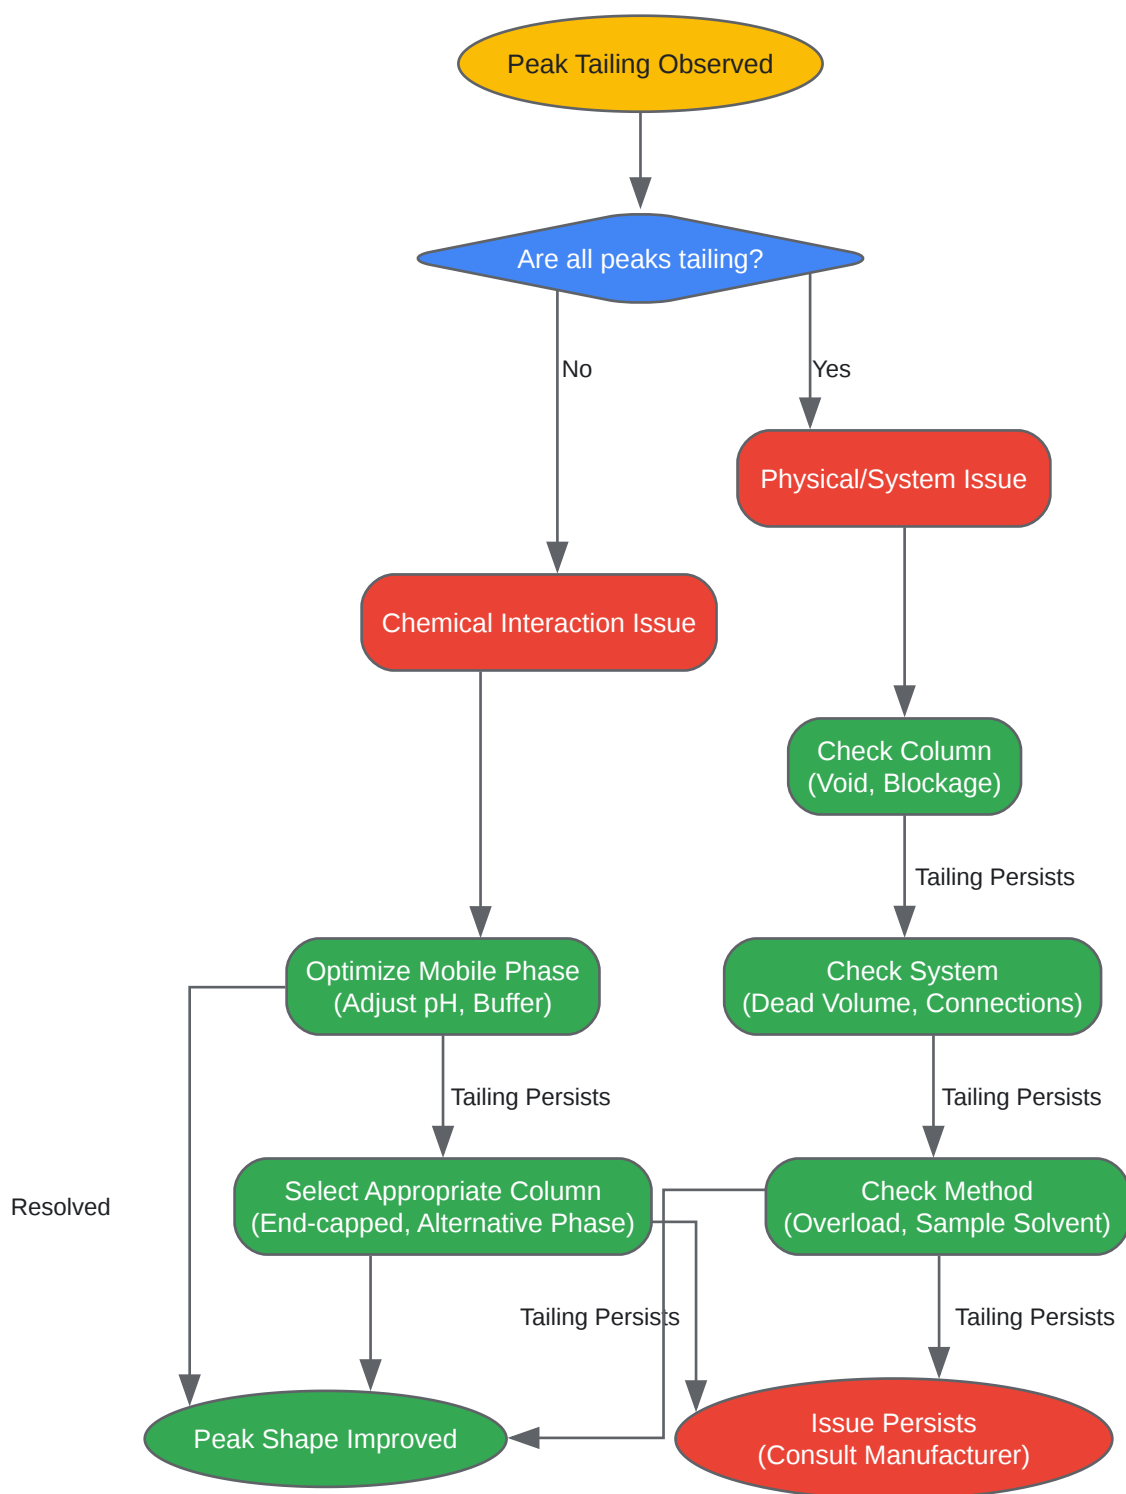 Peak Tailing Observed
Are all peaks tailing?
No
Yes
Physical/System Issue
Chemical Interaction Issue
Check Column
(Void, Blockage)
Tailing Persists
Optimize Mobile Phase
(Adjust pH, Buffer)
Check System
(Dead Volume, Connections)
Tailing Persists
Tailing Persists
Resolved
Select Appropriate Column
(End-capped, Alternative Phase)
Check Method
(Overload, Sample Solvent)
Tailing Persists
Tailing Persists
Peak Shape Improved
Issue Persists
(Consult Manufacturer)